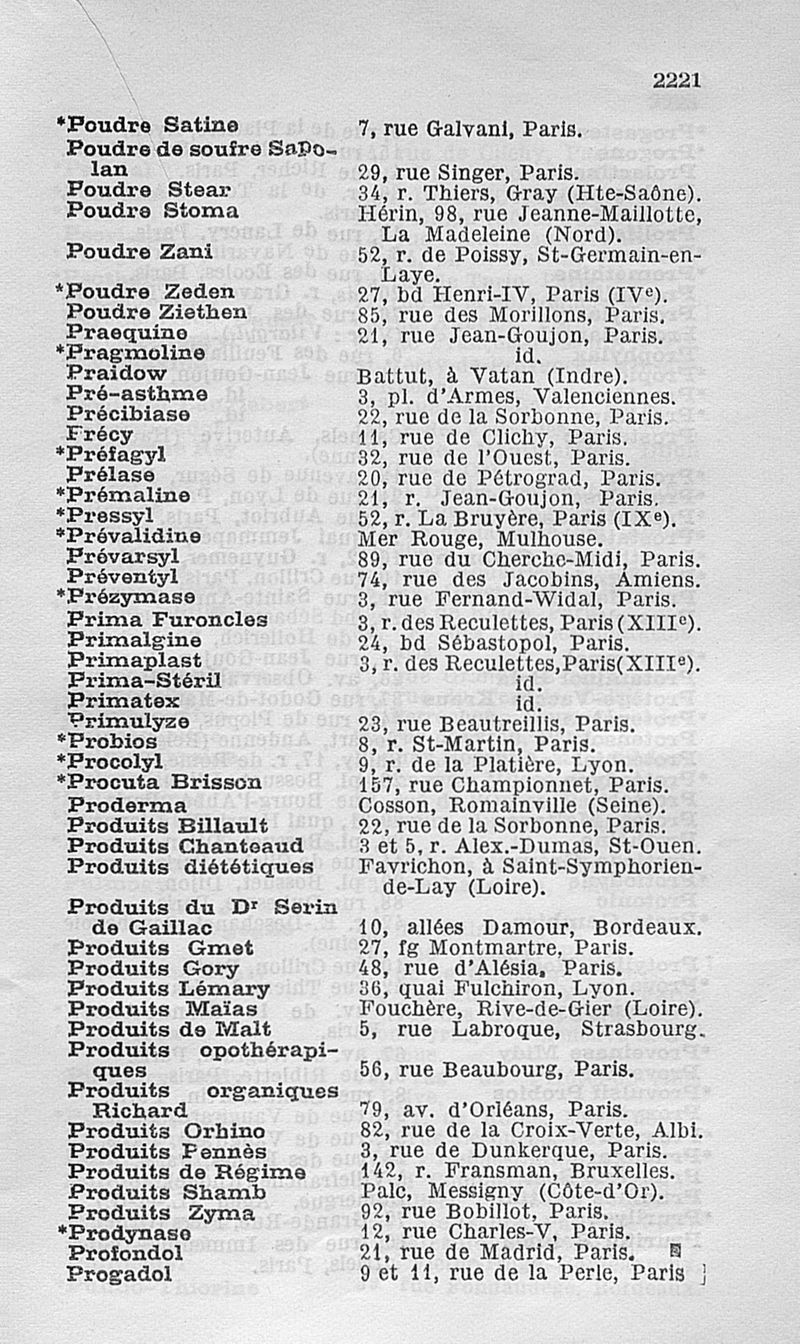 2221
*Poudre Satine 7, rue Galvani, Paris.
Poudre de soufre Sapo-
lan 29, rue Singer, Paris.
Poudre Stear 34, r. Thiers, Gray (Hte-Saône).
Poudre Stoma Hérin, 98, rue Jeanne-Maillotte,
La Madeleine (Nord).
Poudre Zani 52, r. de Poissy, St-Germain-en-
Laye.
*Poudre Zeden 27, bd Henri-IV, Paris (IVe).
Poudre Ziethen 85, rue des Morillons, Paris.
Praequine 21, rue Jean-Goujon, Paris.
*Pragmoline id.
Praidow Battut, à Vatan (Indre).
Pré-asthme 3, pl. d'Armes, Valenciennes.
Précibiase 22, rue de la Sorbonne, Paris.
Frécy 11, rue de Clichy, Paris.
*Préfagyl 32, rue de l'Ouest, Paris.
Prélase 20, rue de Pétrograd, Paris.
*Prémaline 21, r. Jean-Goujon, Paris.
*Pressyl 52, r. La Bruyère, Paris (IXe).
*Prévalidine Mer Rouge, Mulhouse.
Prévarsyl 89, rue du Cherche-Midi, Paris.
Préventyl 74, rue des Jacobins, Amiens.
*Prézymase 3, rue Fernand-Widal, Paris.
Prima Furoncles 3, r. des Reculettes, Paris (XIIIe).
Primalgine 24, bd Sébastopol, Paris.
Primaplast 3, r. des Reculettes, Paris (XIIIe).
Prima-Stéril id.
Primatex id.
Primulyze 23, rue Beautreillis, Paris.
*Probios 8, r. St-Martin, Paris.
*Procolyl 9, r. de la Platière, Lyon.
*Procuta Brisson 157, rue Championnet, Paris.
Proderma Cosson, Romainville (Seine).
Produits Billault 22, rue de la Sorbonne, Paris.
Produits Chanteaud 3 et 5, r. Alex.-Dumas, St-Ouen.
Produits diététiques Favrichon, à Saint-Symphorien-
de-Lay (Loire).
Produits du Dr Serin
de Gaillac 10, allées Damour, Bordeaux.
Produits Gmet 27, fg Montmartre, Paris.
Produits Gory 48, rue d'Alésia, Paris.
Produits Lémary 36, quai Fulchiron, Lyon.
Produits Maïas Fouchère, Rive-de-Gier (Loire).
Produits de Malt 5, rue Labroque, Strasbourg.
Produits opothérapi-
ques 56, rue Beaubourg, Paris.
Produits organiques
Richard 79, av. d'Orléans, Paris.
Produits Orhino 82, rue de la Croix-Verte, Albi.
Produits Pennès 3, rue de Dunkerque, Paris.
Produits de Régime 142, r. Fransman, Bruxelles.
Produits Shamb Palc, Messigny (Côte-d'Or).
Produits Zyma 92, rue Bobillot, Paris.
*Prodynase 12, rue Charles-V, Paris.
Profondol 21, rue de Madrid, Paris.
Progadol 9 et 11, rue de la Perle, Paris